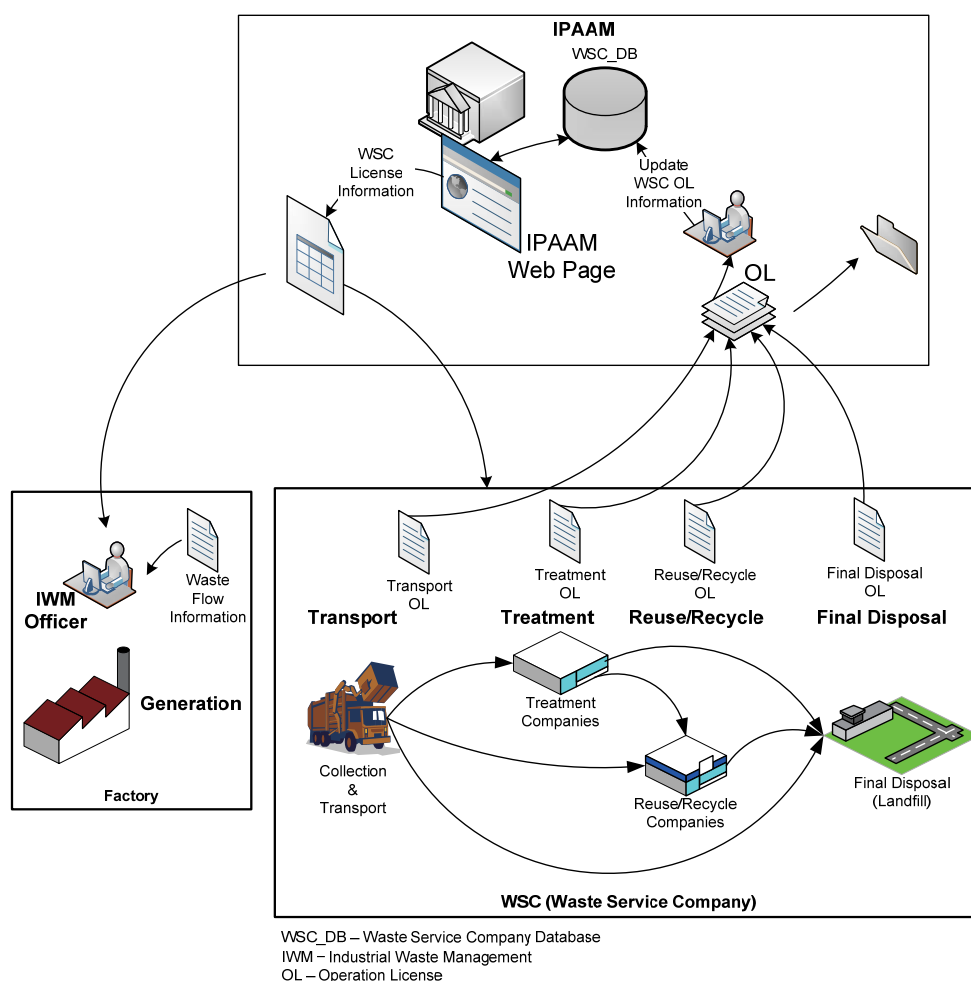 IPAAM
WSC_DB
WSC
License
Information
Update
WSC OL
Information
IPAAM
Web Page
OL
IWM
Officer
Waste
Flow
Information
Generation
Factory
Transport
OL
Treatment
OL
Reuse/Recycle
OL
Final Disposal
OL
Transport
Treatment
Reuse/Recycle
Final Disposal
Treatment
Companies
Collection
&
Transport
Reuse/Recycle
Companies
Final Disposal
(Landfill)
WSC (Waste Service Company)
WSC_DB – Waste Service Company Database
IWM – Industrial Waste Management
OL – Operation License